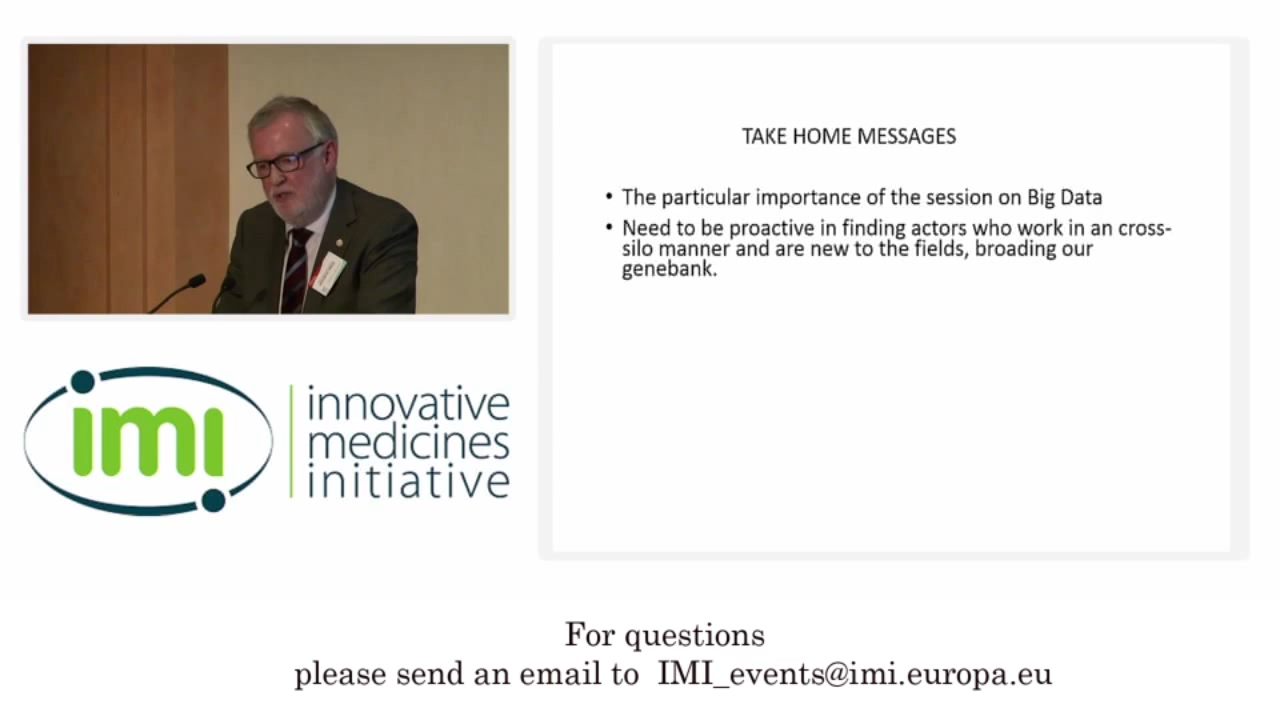 TAKE HOME MESSAGES
• The particular importance of the session on Big Data
• Need to be proactive in finding actors who work in an cross-
silo manner and are new to the fields, broading our
genebank.
imi
innovative
medicines
initiative
For questions
please send an email to IMI_events@imi.europa.eu